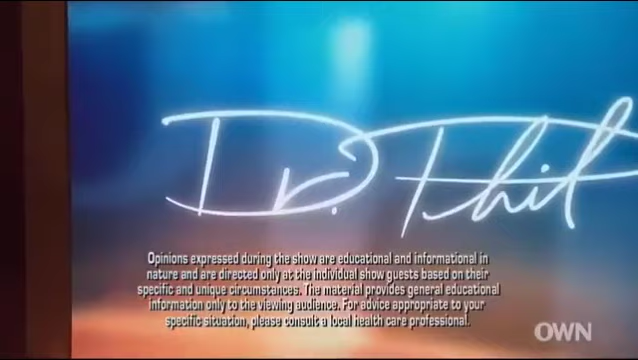 Dr. Phil
Opinions expressed during the show are educational and informational in
nature and are directed only at the individual show guests based on their
specific and unique circumstances. The material provides general educational
information only to the viewing audience. For advice appropriate to your
specific situation, please consult a local health care professional.
OWN